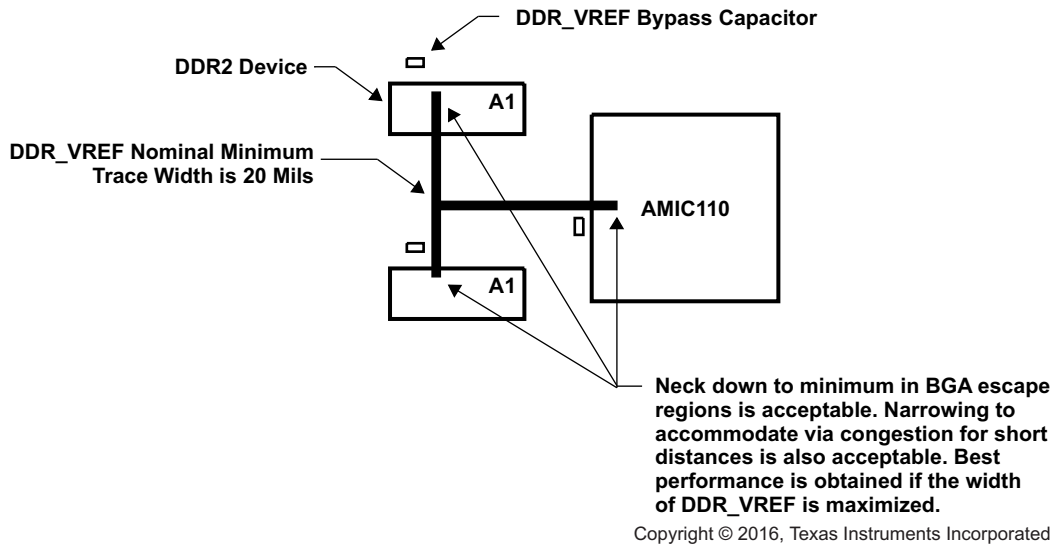 DDR_VREF Bypass Capacitor
DDR2 Device
A1
DDR_VREF Nominal Minimum
Trace Width is 20 Mils
AMIC110
A1
Neck down to minimum in BGA escape
regions is acceptable. Narrowing to
accommodate via congestion for short
distances is also acceptable. Best
performance is obtained if the width
of DDR_VREF is maximized.
Copyright © 2016, Texas Instruments Incorporated